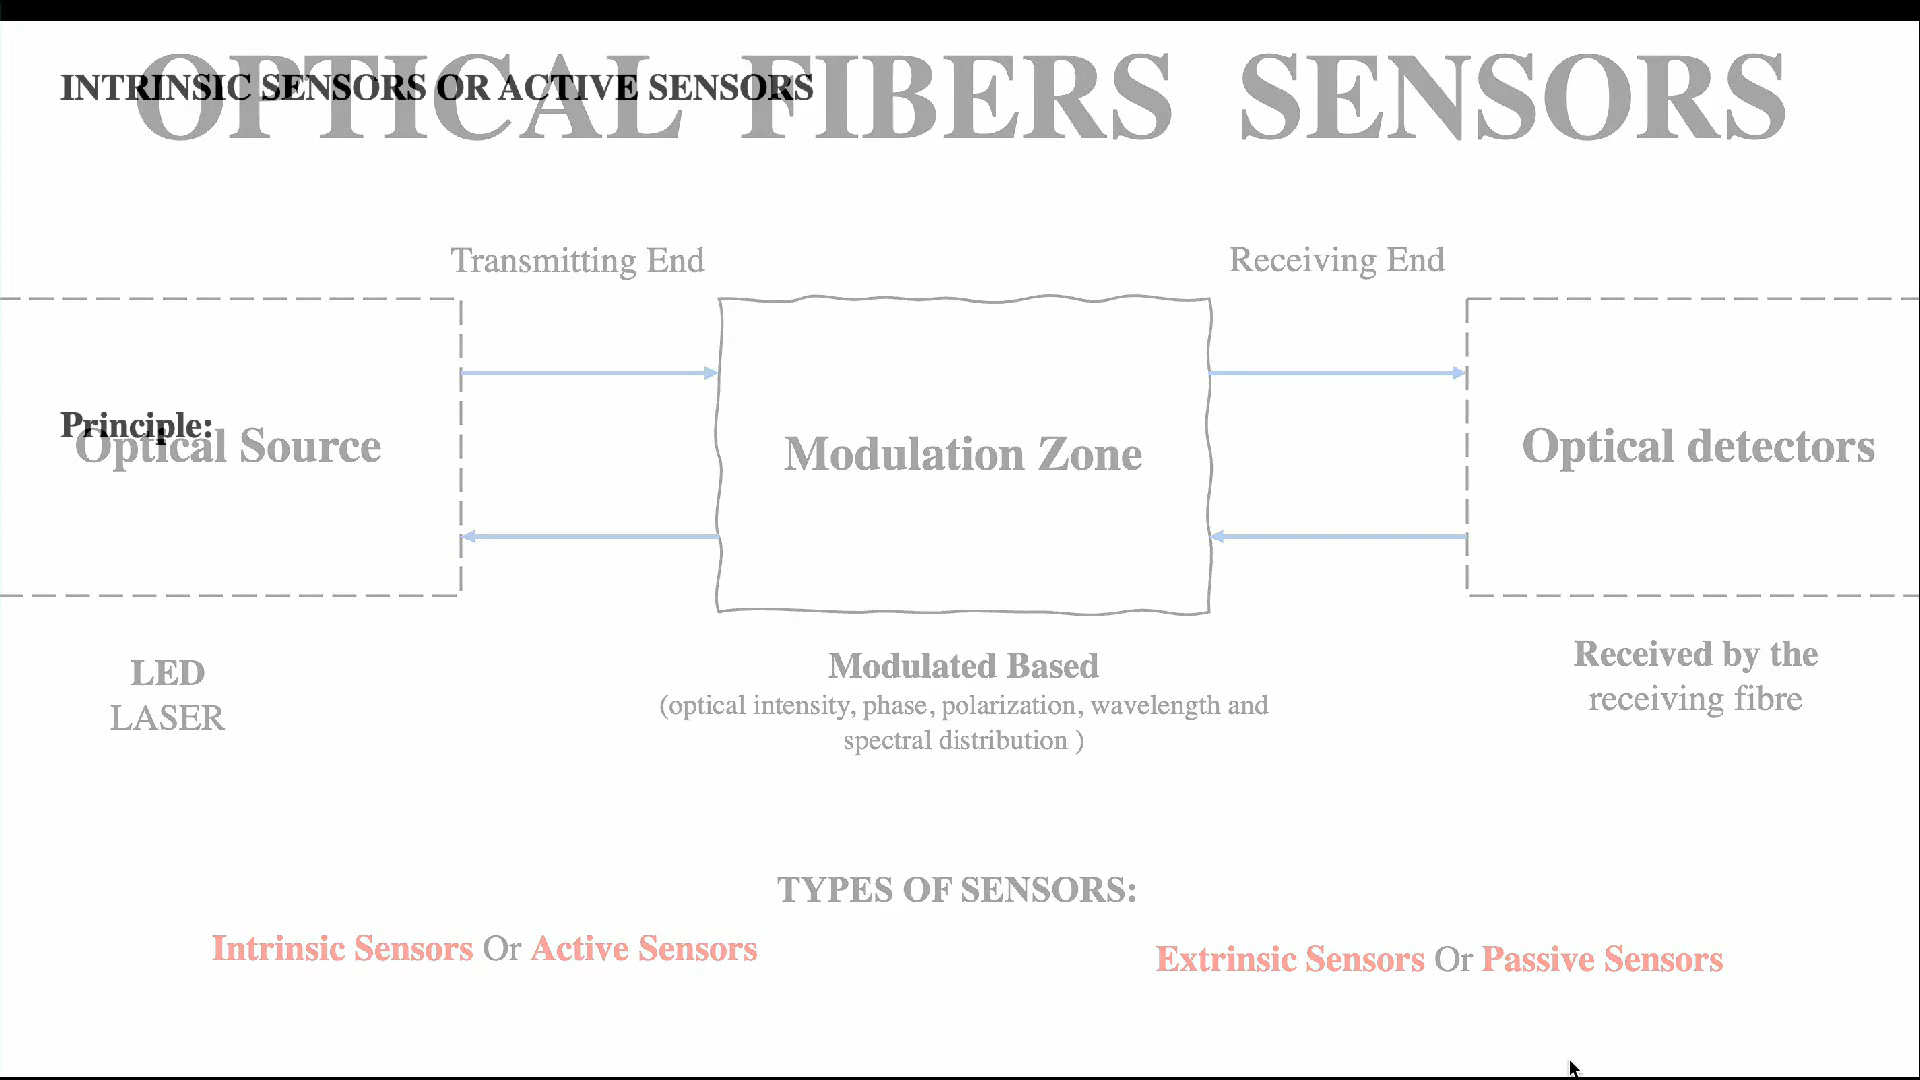 OPTICAL FIBERS SENSORS
INTRINSIC SENSORS OR ACTIVE SENSORS
Transmitting End
Receiving End
Principle:
Optical Source
Modulation Zone
Optical detectors
LED
LASER
Modulated Based
(optical intensity, phase, polarization, wavelength and
spectral distribution )
Received by the
receiving fibre
TYPES OF SENSORS:
Intrinsic Sensors Or Active Sensors
Extrinsic Sensors Or Passive Sensors